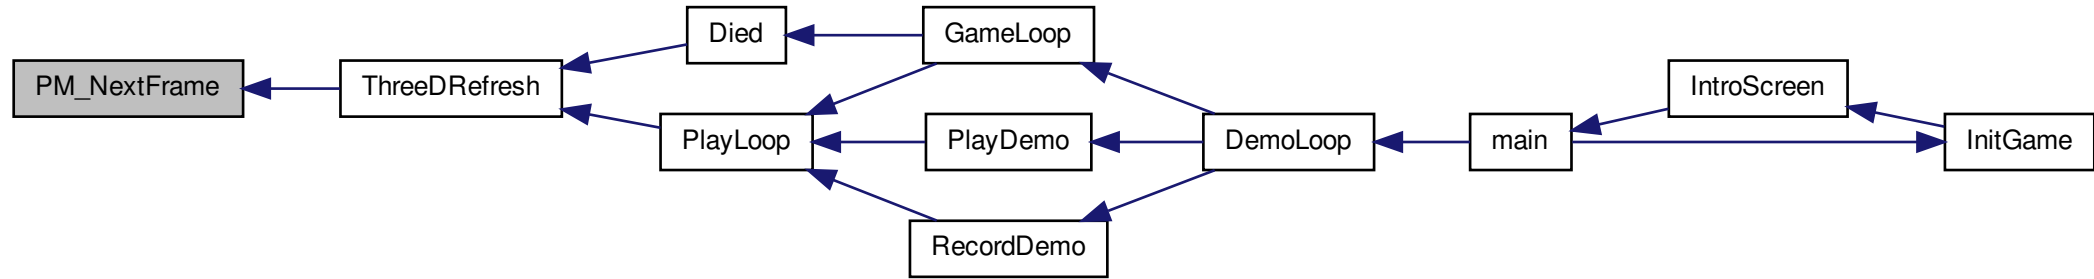 PM_NextFrame
ThreeDRefresh
Died
PlayLoop
GameLoop
PlayDemo
RecordDemo
DemoLoop
main
IntroScreen
InitGame